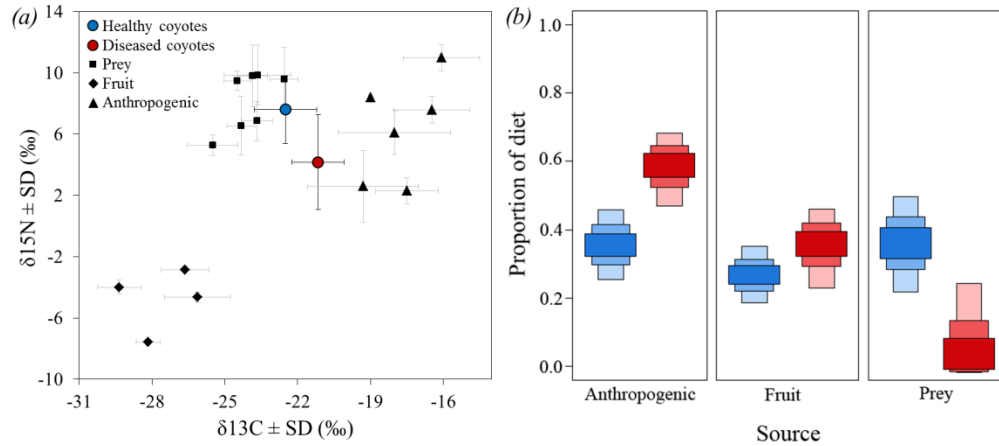 (a)
Healthy coyotes
Diseased coyotes
Prey
Fruit
Anthropogenic
14
10
6
2
-2
-6
-10
δ15N ± SD (‰)
-31
-28
-25
-22
-19
-16
δ13C ± SD (‰)
(b)
1.0
0.8
0.6
0.4
0.2
0.0
Proportion of diet
Anthropogenic
Fruit
Prey
Source